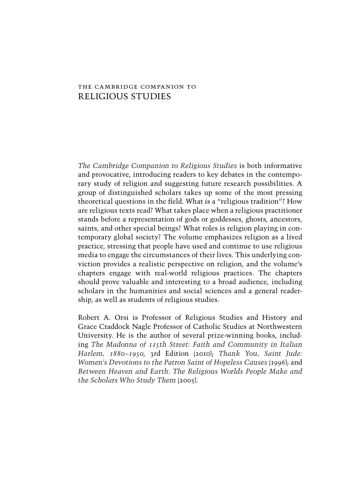 THE CAMBRIDGE COMPANION TO
RELIGIOUS STUDIES
The Cambridge Companion to Religious Studies is both informative
and provocative, introducing readers to key debates in the contempo-
rary study of religion and suggesting future research possibilities. A
group of distinguished scholars takes up some of the most pressing
theoretical questions in the field. What is a "religious tradition"? How
are religious texts read? What takes place when a religious practitioner
stands before a representation of gods or goddesses, ghosts, ancestors,
saints, and other special beings? What roles is religion playing in con-
temporary global society? The volume emphasizes religion as a lived
practice, stressing that people have used and continue to use religious
media to engage the circumstances of their lives. This underlying con-
viction provides a realistic perspective on religion, and the volume's
chapters engage with real-world religious practices. The chapters
should prove valuable and interesting to a broad audience, including
scholars in the humanities and social sciences and a general reader-
ship, as well as students of religious studies.
Robert A. Orsi is Professor of Religious Studies and History and
Grace Craddock Nagle Professor of Catholic Studies at Northwestern
University. He is the author of several prize-winning books, includ-
ing The Madonna of 115th Street: Faith and Community in Italian
Harlem, 1880–1950, 3rd Edition (2010); Thank You, Saint Jude:
Women's Devotions to the Patron Saint of Hopeless Causes (1996); and
Between Heaven and Earth: The Religious Worlds People Make and
the Scholars Who Study Them (2005).